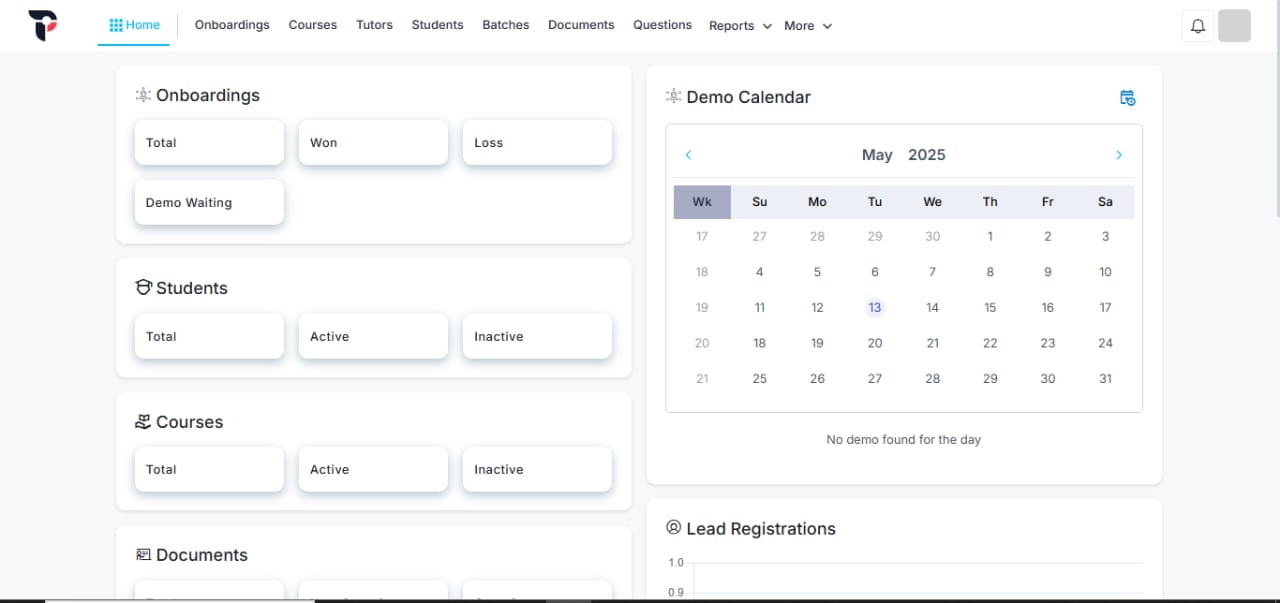 Home Onboardings Courses Tutors Students Batches Documents Questions Reports More
Onboardings
Total Won Loss
Demo Waiting
Students
Total Active Inactive
Courses
Total Active Inactive
Documents
Demo Calendar
May 2025
Wk Su Mo Tu We Th Fr Sa
17 27 28 29 30 1 2 3
18 4 5 6 7 8 9 10
19 11 12 13 14 15 16 17
20 18 19 20 21 22 23 24
21 25 26 27 28 29 30 31
No demo found for the day
Lead Registrations
1.0
0.9